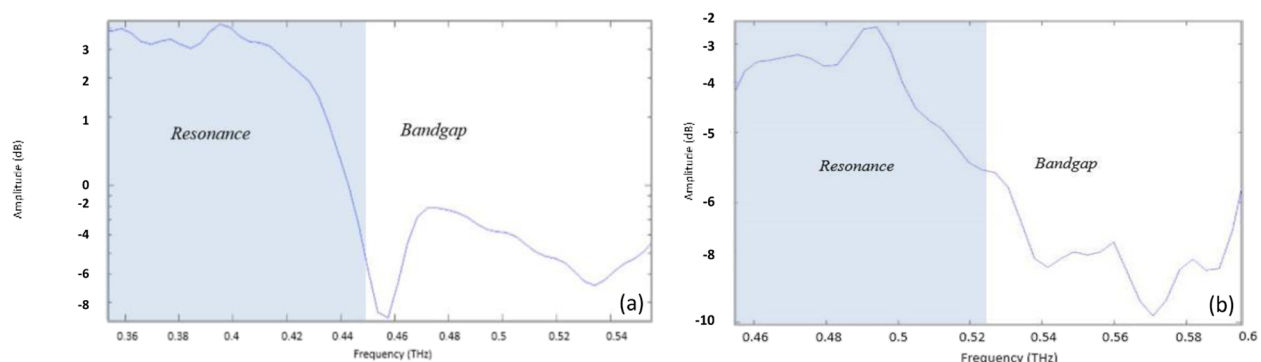 3
2
1
0
-2
-4
-6
-8
Amplitude (dB)
Resonance
Bandgap
(a)
0.36 0.38 0.4 0.42 0.44 0.46 0.48 0.5 0.52 0.54
Frequency (THz)
-2
-3
-4
-5
-6
-8
-10
Amplitude (dB)
Resonance
Bandgap
(b)
0.46 0.48 0.5 0.52 0.54 0.56 0.58 0.6
Frequency (THz)